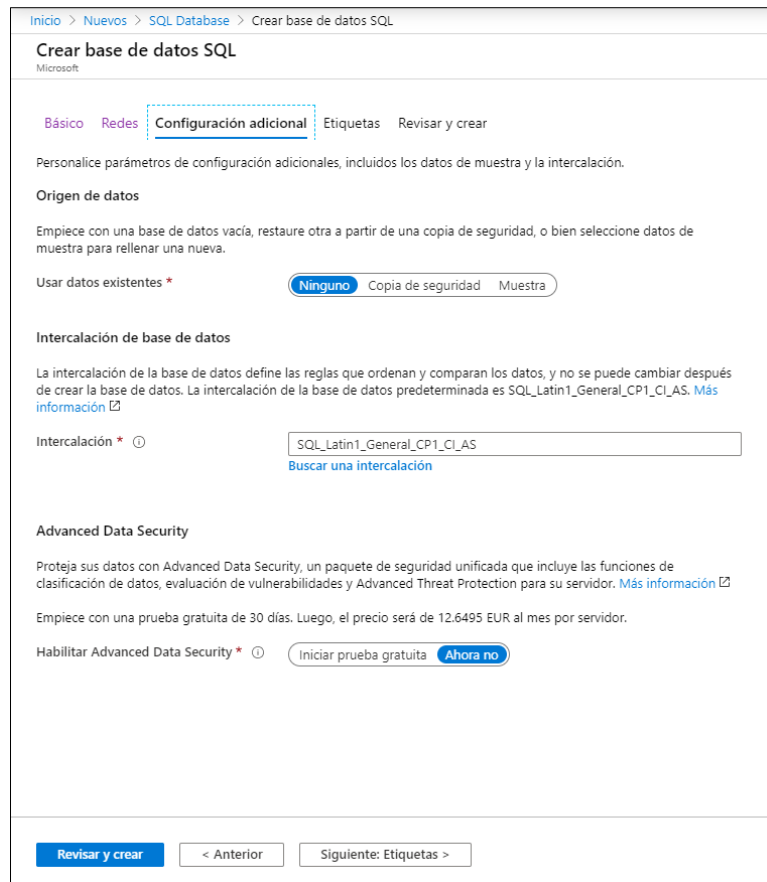 Inicio > Nuevos > SQL Database > Crear base de datos SQL
Crear base de datos SQL
Microsoft
Básico Redes Configuración adicional Etiquetas Revisar y crear
Personalice parámetros de configuración adicionales, incluidos los datos de muestra y la intercalación.
Origen de datos
Empiece con una base de datos vacía, restaure otra a partir de una copia de seguridad, o bien seleccione datos de
muestra para rellenar una nueva.
Usar datos existentes * Ninguno Copia de seguridad Muestra
Intercalación de base de datos
La intercalación de la base de datos define las reglas que ordenan y comparan los datos, y no se puede cambiar después
de crear la base de datos. La intercalación de la base de datos predeterminada es SQL_Latin1_General_CP1_CI_AS. Más
información
Intercalación * SQL_Latin1_General_CP1_CI_AS
Buscar una intercalación
Advanced Data Security
Proteja sus datos con Advanced Data Security, un paquete de seguridad unificada que incluye las funciones de
clasificación de datos, evaluación de vulnerabilidades y Advanced Threat Protection para su servidor. Más información
Empiece con una prueba gratuita de 30 días. Luego, el precio será de 12.6495 EUR al mes por servidor.
Habilitar Advanced Data Security * Iniciar prueba gratuita Ahora no
Revisar y crear < Anterior Siguiente: Etiquetas >